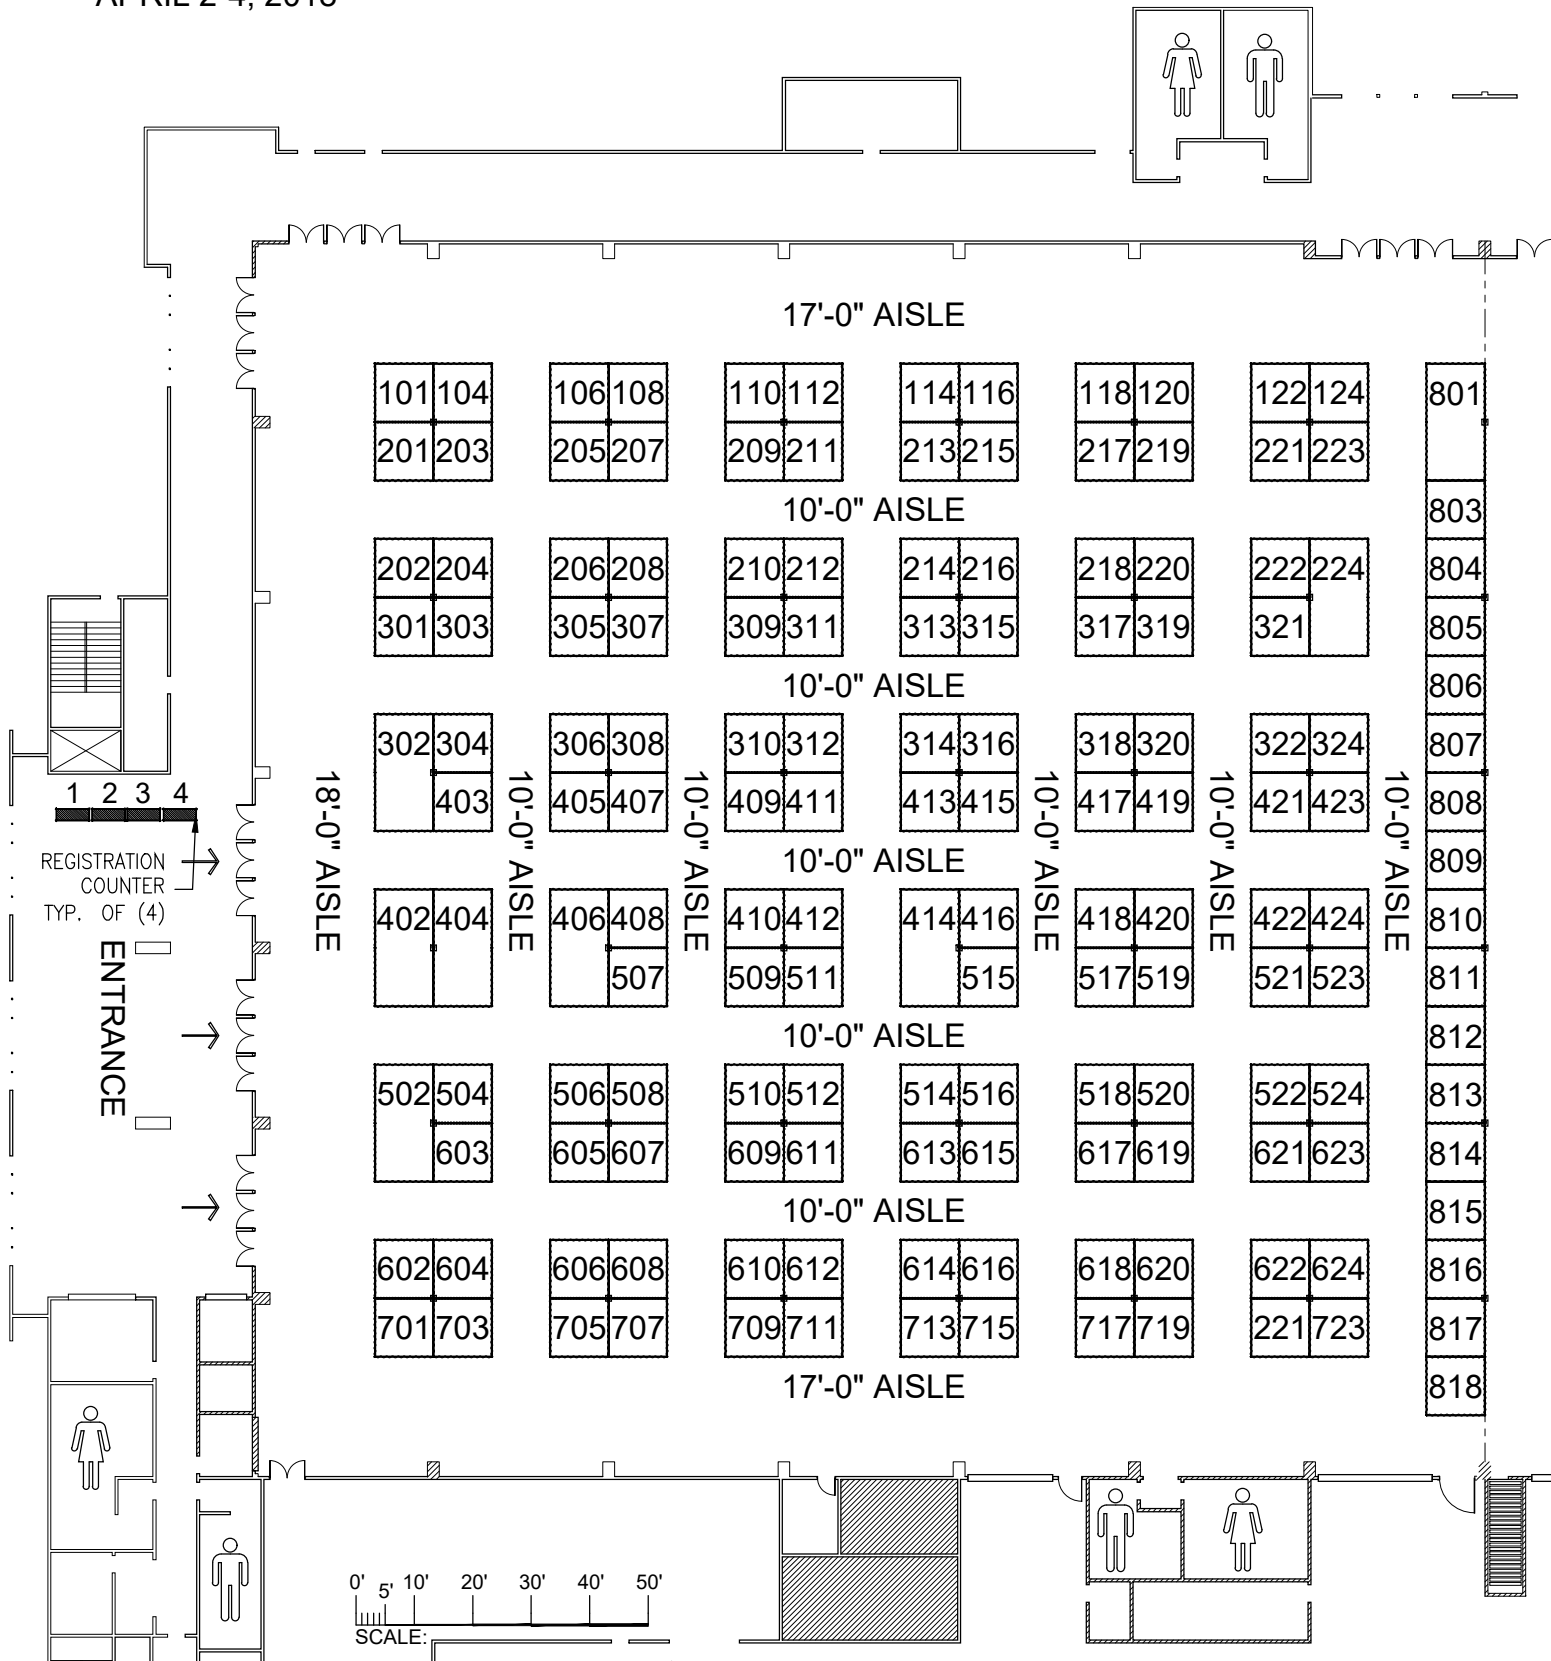 17'-0" AISLE
101 104 106 108 110 112 114 116 118 120 122 124 801
201 203 205 207 209 211 213 215 217 219 221 223
10'-0" AISLE
803
202 204 206 208 210 212 214 216 218 220 222 224 804
301 303 305 307 309 311 313 315 317 319 321 805
10'-0" AISLE
806
302 304 306 308 310 312 314 316 318 320 322 324 807
403 405 407 409 411 413 415 417 419 421 423 808
1 2 3 4
REGISTRATION
COUNTER
TYP. OF (4)
ENTRANCE
18'-0" AISLE
10'-0" AISLE
10'-0" AISLE
10'-0" AISLE
10'-0" AISLE
10'-0" AISLE
10'-0" AISLE
809
402 404 406 408 410 412 414 416 418 420 422 424 810
507 509 511 515 517 519 521 523 811
10'-0" AISLE
812
502 504 506 508 510 512 514 516 518 520 522 524 813
603 605 607 609 611 613 615 617 619 621 623 814
10'-0" AISLE
815
602 604 606 608 610 612 614 616 618 620 622 624 816
701 703 705 707 709 711 713 715 717 719 221 723 817
17'-0" AISLE
818
0' 5' 10' 20' 30' 40' 50'
SCALE: